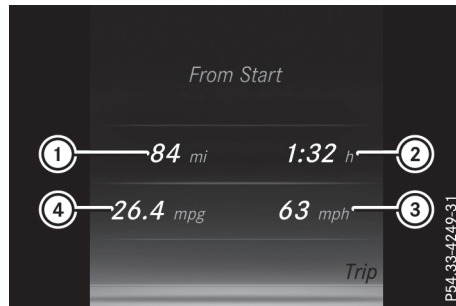 From Start
1 84 mi 1:32 h 2
4 26.4 mpg 63 mph 3
Trip
P54.33-4249-31